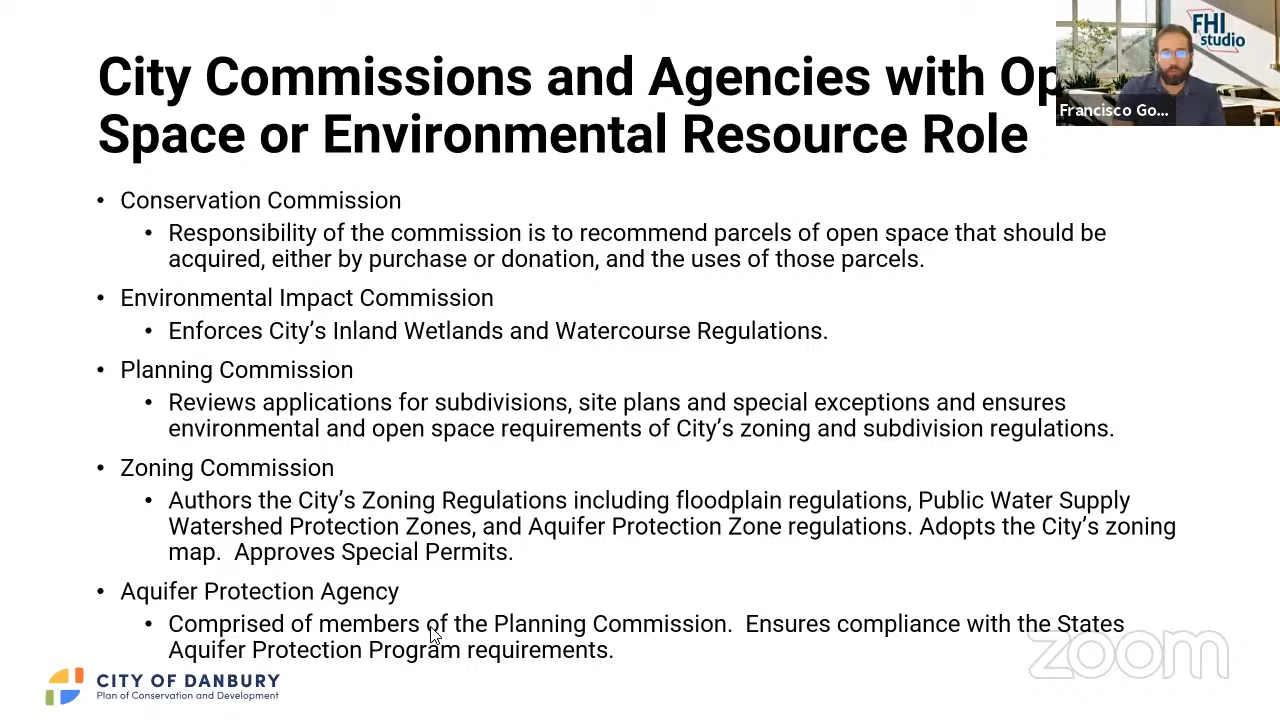 City Commissions and Agencies with Op
Space or Environmental Resource Role
FHI
studio
Francisco Go...
• Conservation Commission
• Responsibility of the commission is to recommend parcels of open space that should be
acquired, either by purchase or donation, and the uses of those parcels.
• Environmental Impact Commission
• Enforces City’s Inland Wetlands and Watercourse Regulations.
• Planning Commission
• Reviews applications for subdivisions, site plans and special exceptions and ensures
environmental and open space requirements of City’s zoning and subdivision regulations.
• Zoning Commission
• Authors the City’s Zoning Regulations including floodplain regulations, Public Water Supply
Watershed Protection Zones, and Aquifer Protection Zone regulations. Adopts the City’s zoning
map.  Approves Special Permits.
• Aquifer Protection Agency
• Comprised of members of the Planning Commission.  Ensures compliance with the States
Aquifer Protection Program requirements.
zoom
CITY OF DANBURY
Plan of Conservation and Development